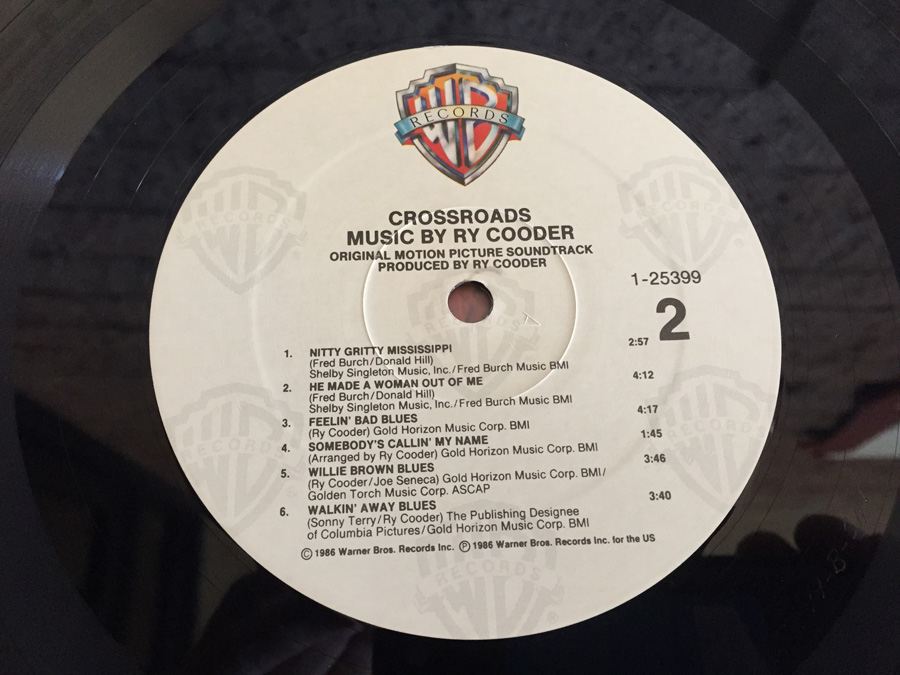 WB
RECORDS
CROSSROADS
MUSIC BY RY COODER
ORIGINAL MOTION PICTURE SOUNDTRACK
PRODUCED BY RY COODER
1-25399
2
1. NITTY GRITTY MISSISSIPPI 2:57
(Fred Burch/Donald Hill)
Shelby Singleton Music, Inc./Fred Burch Music BMI
2. HE MADE A WOMAN OUT OF ME 4:12
(Fred Burch/Donald Hill)
Shelby Singleton Music, Inc./Fred Burch Music BMI
3. FEELIN' BAD BLUES 4:17
(Ry Cooder) Gold Horizon Music Corp. BMI
4. SOMEBODY'S CALLIN' MY NAME 1:45
(Arranged by Ry Cooder) Gold Horizon Music Corp. BMI
5. WILLIE BROWN BLUES 3:46
(Ry Cooder/Joe Seneca) Gold Horizon Music Corp. BMI/
Golden Torch Music Corp. ASCAP
6. WALKIN' AWAY BLUES 3:40
(Sonny Terry/Ry Cooder) The Publishing Designee
of Columbia Pictures/Gold Horizon Music Corp. BMI
© 1986 Warner Bros. Records Inc. ℗ 1986 Warner Bros. Records Inc. for the US